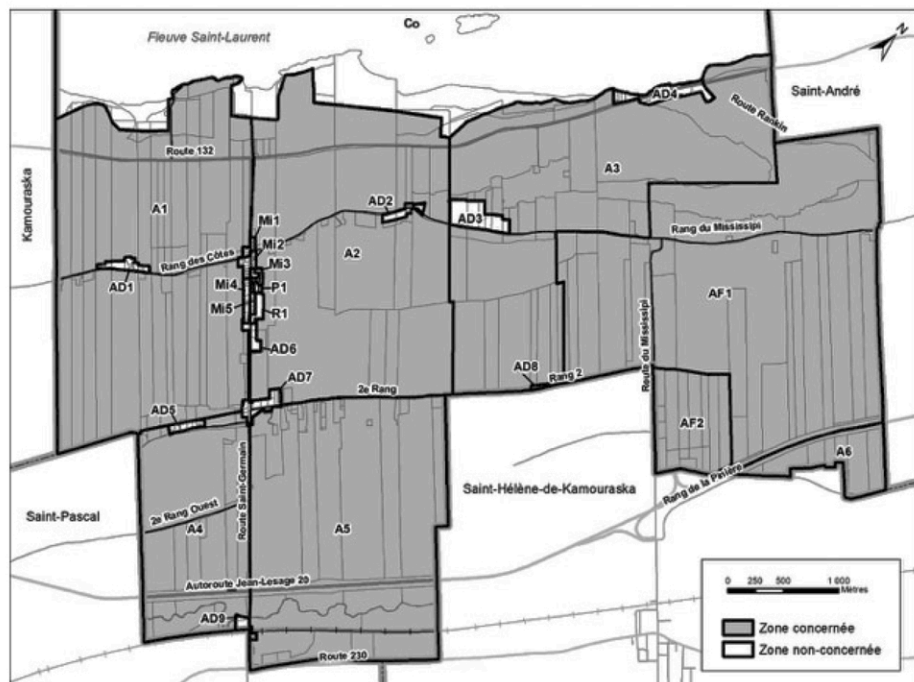 Co
Fleuve Saint-Laurent
N
AD4
Saint-André
Route Rankin
Route 132
A3
Kamouraska
A1
AD2
AD3
Mi1
Mi2
A2
Rang du Mississipi
Rang des Côtes
Mi3
AD1
Mi4
P1
Mi5
R1
AF1
Route du Mississipi
AD6
AD7
AD8
Rang 2
2e Rang
AD5
AF2
A6
Saint-Hélène-de-Kamouraska
Rang de la Pinière
Saint-Pascal
2e Rang Ouest
Route Saint-Germain
A4
A5
Autoroute Jean-Lesage 20
0 250 500 1 000
Mètres
AD9
Zone concernée
Zone non-concernée
Route 230